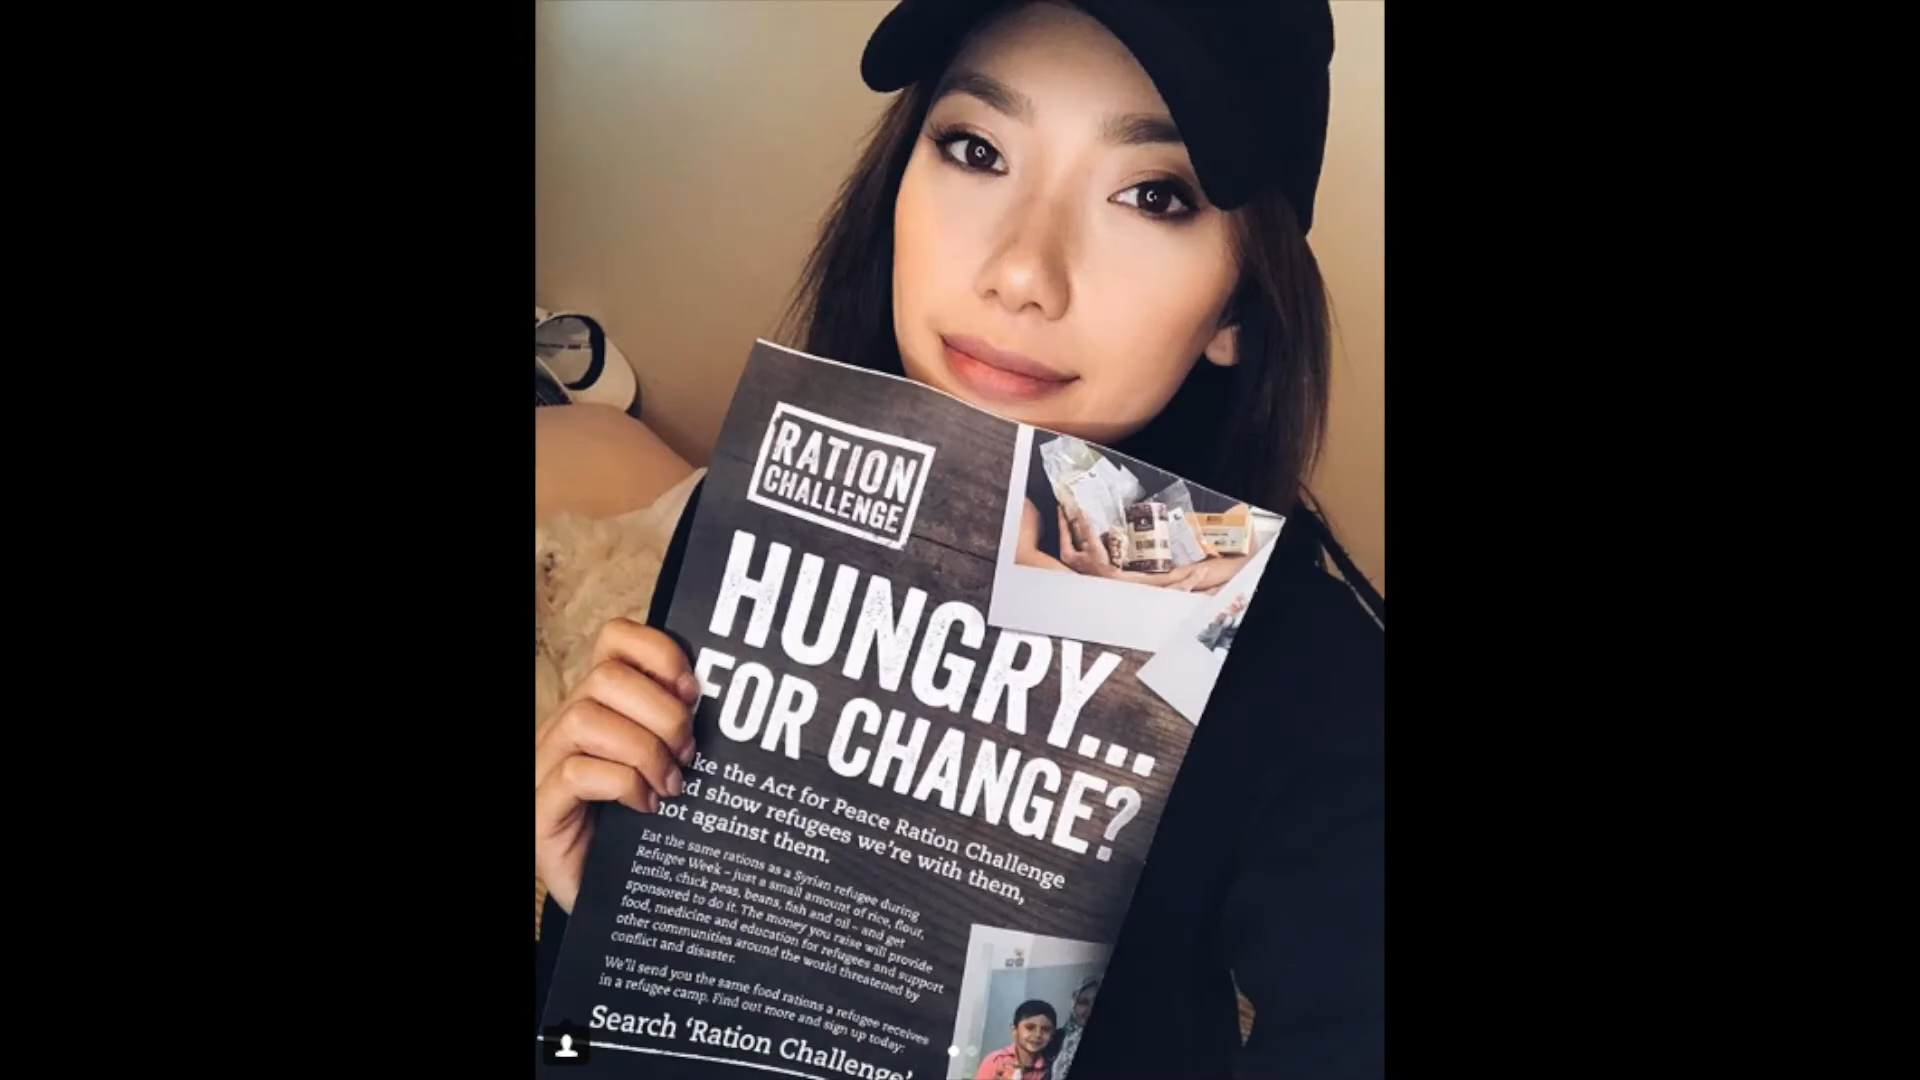 RATION
CHALLENGE
HUNGRY...
FOR CHANGE?
the Act for Peace Ration Challenge
show refugees we're with them,
not against them.
Eat the same rations as a Syrian refugee during
Refugee Week – just a small amount of rice, flour,
lentils, chick peas, beans, fish and oil – and get
sponsored to do it. The money you raise will provide
food, medicine and education for refugees and support
other communities around the world threatened by
conflict and disaster.
We'll send you the same food rations a refugee receives
in a refugee camp. Find out more and sign up today:
Search 'Ration Challenge'